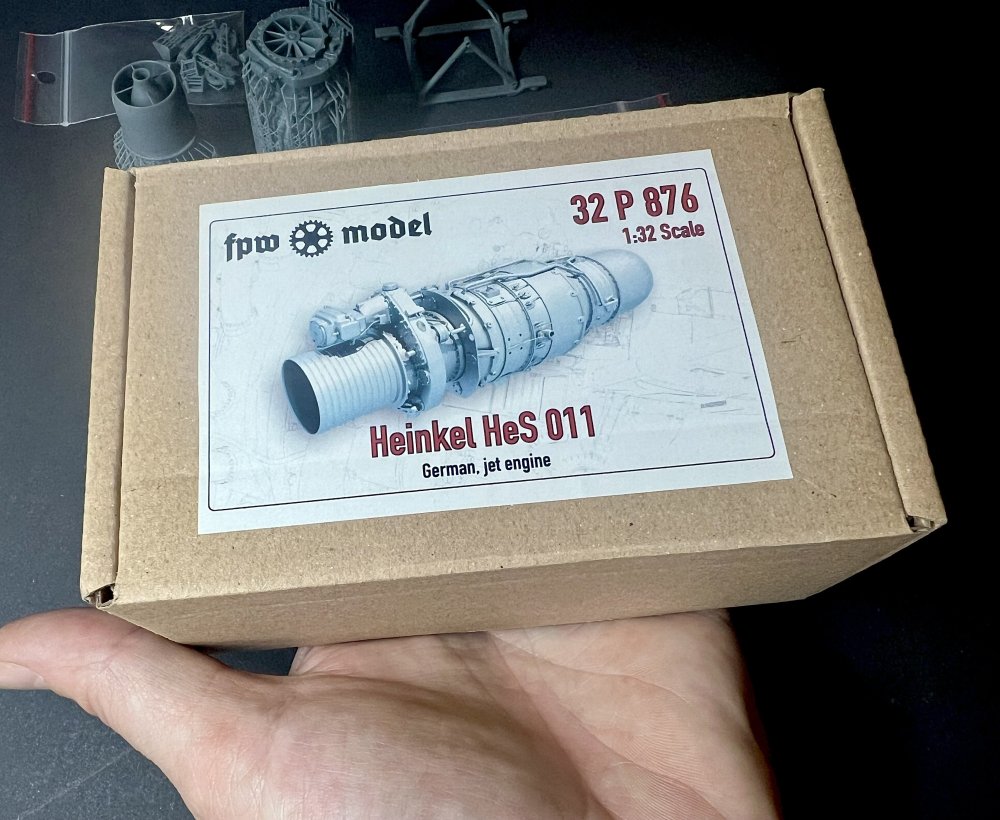 fpw model
32 P 876
1:32 Scale
Heinkel HeS 011
German, jet engine